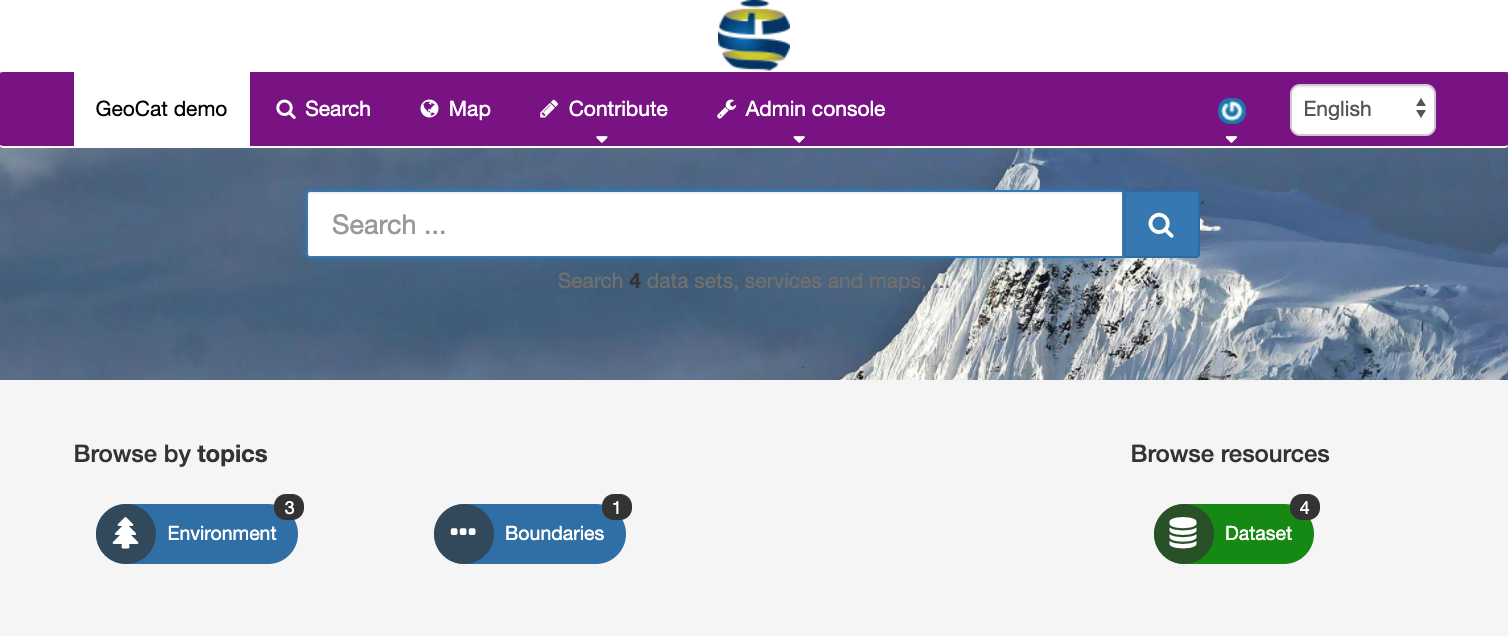 GeoCat demo Search Map Contribute Admin console English
Search ...
Search 4 data sets, services and maps, ...
Browse by topics Browse resources
3 1 4
Environment Boundaries Dataset